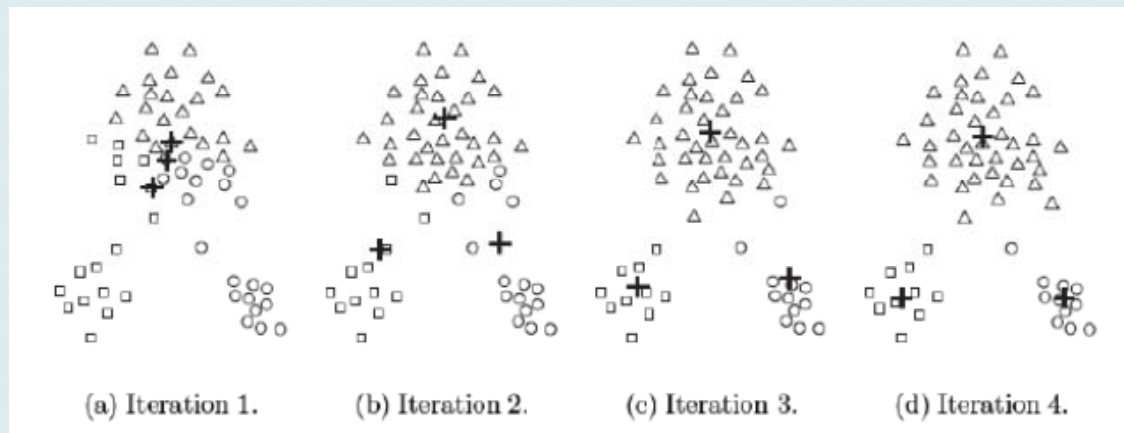 (a) Iteration 1.
(b) Iteration 2.
(c) Iteration 3.
(d) Iteration 4.